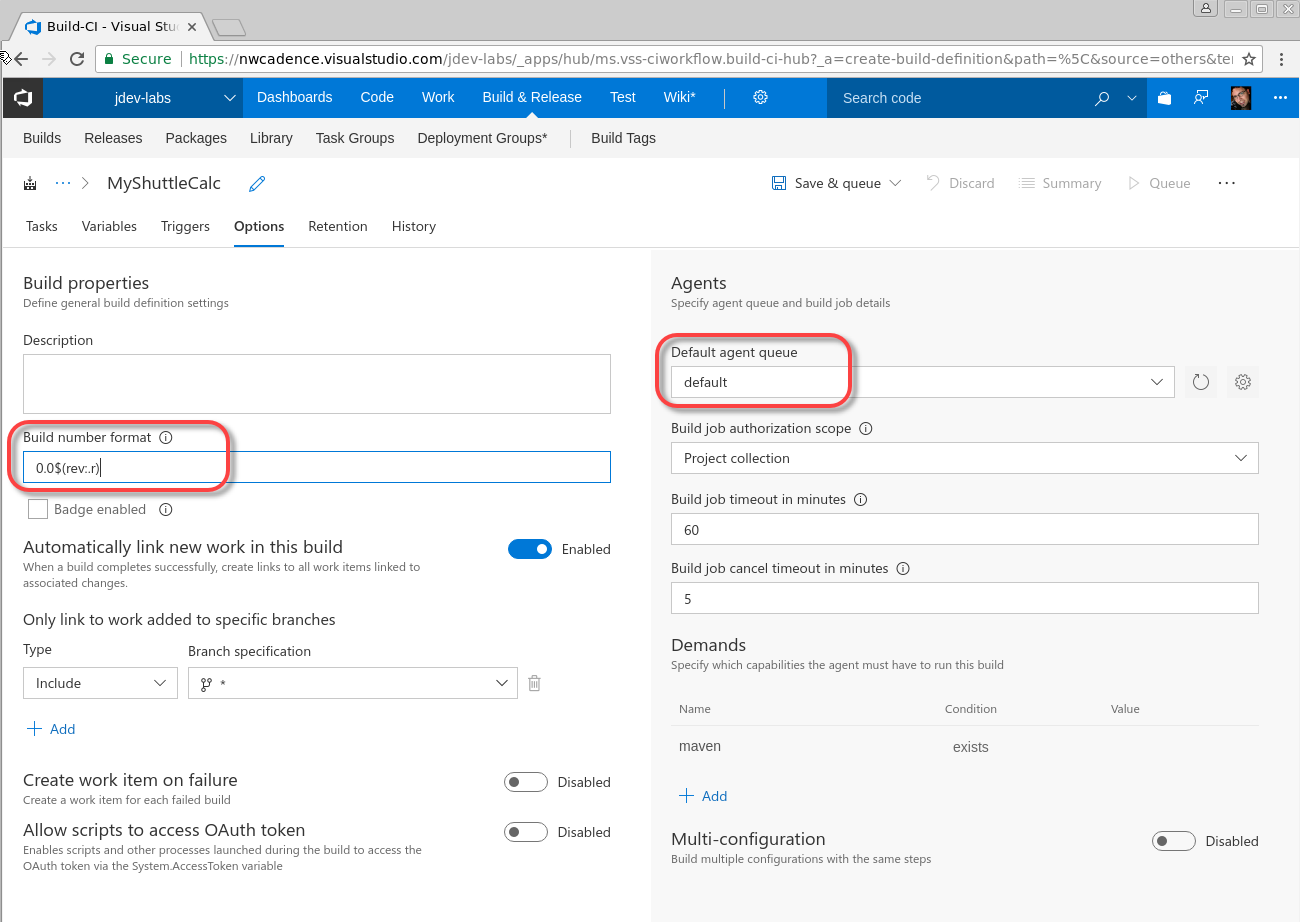 Build-CI - Visual Stu
Secure https://nwcadence.visualstudio.com/jdev-labs/_apps/hub/ms.vss-ciworkflow.build-ci-hub?_a=create-build-definition&path=%5C&source=others&te
jdev-labs Dashboards Code Work Build & Release Test Wiki* Search code
Builds Releases Packages Library Task Groups Deployment Groups* Build Tags
... MyShuttleCalc Save & queue Discard Summary Queue ...
Tasks Variables Triggers Options Retention History
Build properties
Define general build definition settings
Description
Build number format
0.0$(rev:.r)
Badge enabled
Automatically link new work in this build Enabled
When a build completes successfully, create links to all work items linked to
associated changes.
Only link to work added to specific branches
Type Branch specification
Include *
Add
Create work item on failure Disabled
Create a work item for each failed build
Allow scripts to access OAuth token Disabled
Enables scripts and other processes launched during the build to access the
OAuth token via the System.AccessToken variable
Agents
Specify agent queue and build job details
Default agent queue
default
Build job authorization scope
Project collection
Build job timeout in minutes
60
Build job cancel timeout in minutes
5
Demands
Specify which capabilities the agent must have to run this build
Name Condition Value
maven exists
Add
Multi-configuration Disabled
Build multiple configurations with the same steps